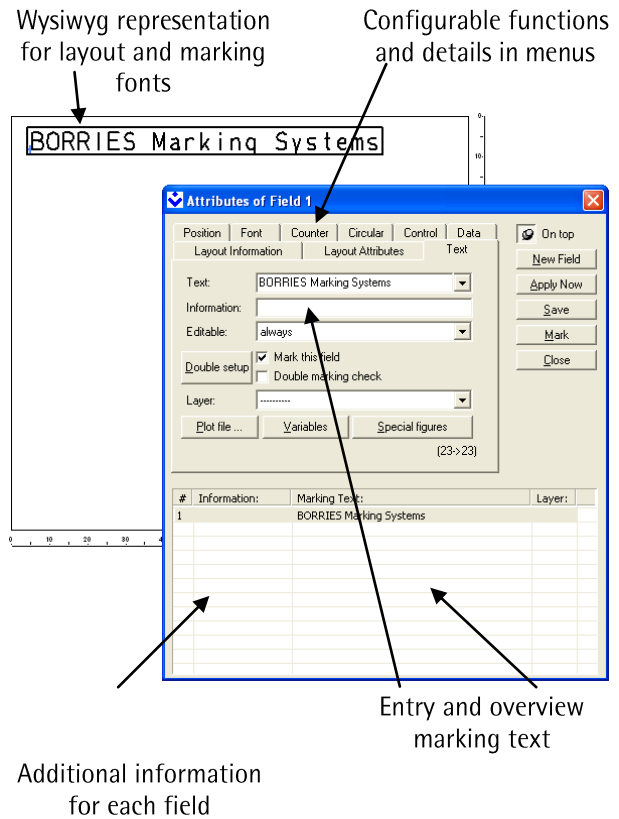 Wysiwyg representation
for layout and marking
fonts
Configurable functions
and details in menus
0
10
BORRIES Marking Systems
Attributes of Field 1
Position Font Counter Circular Control Data
Layout Information Layout Attributes Text
On top
New Field
Apply Now
Save
Mark
Close
Text: BORRIES Marking Systems
Information:
Editable: always
Double setup
Mark this field
Double marking check
Layer: ----------
Plot file ... Variables Special figures
(23->23)
# Information: Marking Text: Layer:
1 BORRIES Marking Systems
0 10 20 30 4
Entry and overview
marking text
Additional information
for each field